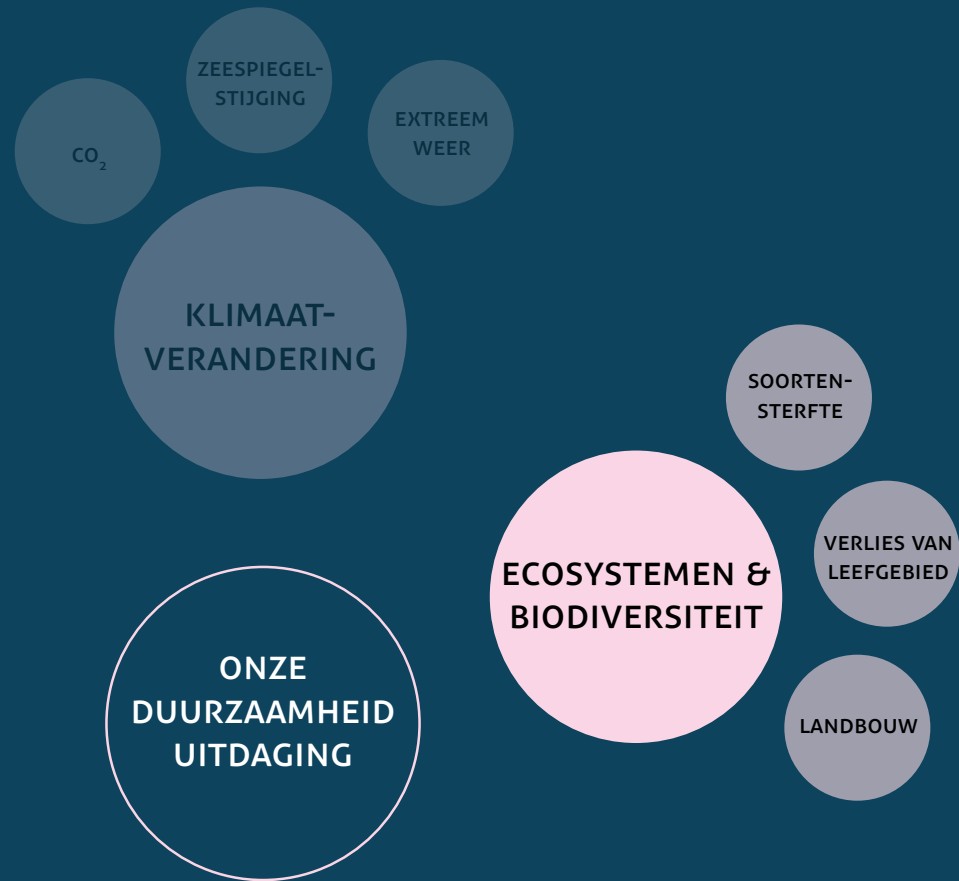 ZEESPIEGEL-
STIJGING
EXTREEM
WEER
CO₂
KLIMAAT-
VERANDERING
SOORTEN-
STERFTE
VERLIES VAN
LEEFGEBIED
ECOSYSTEMEN &
BIODIVERSITEIT
ONZE
DUURZAAMHEID
UITDAGING
LANDBOUW